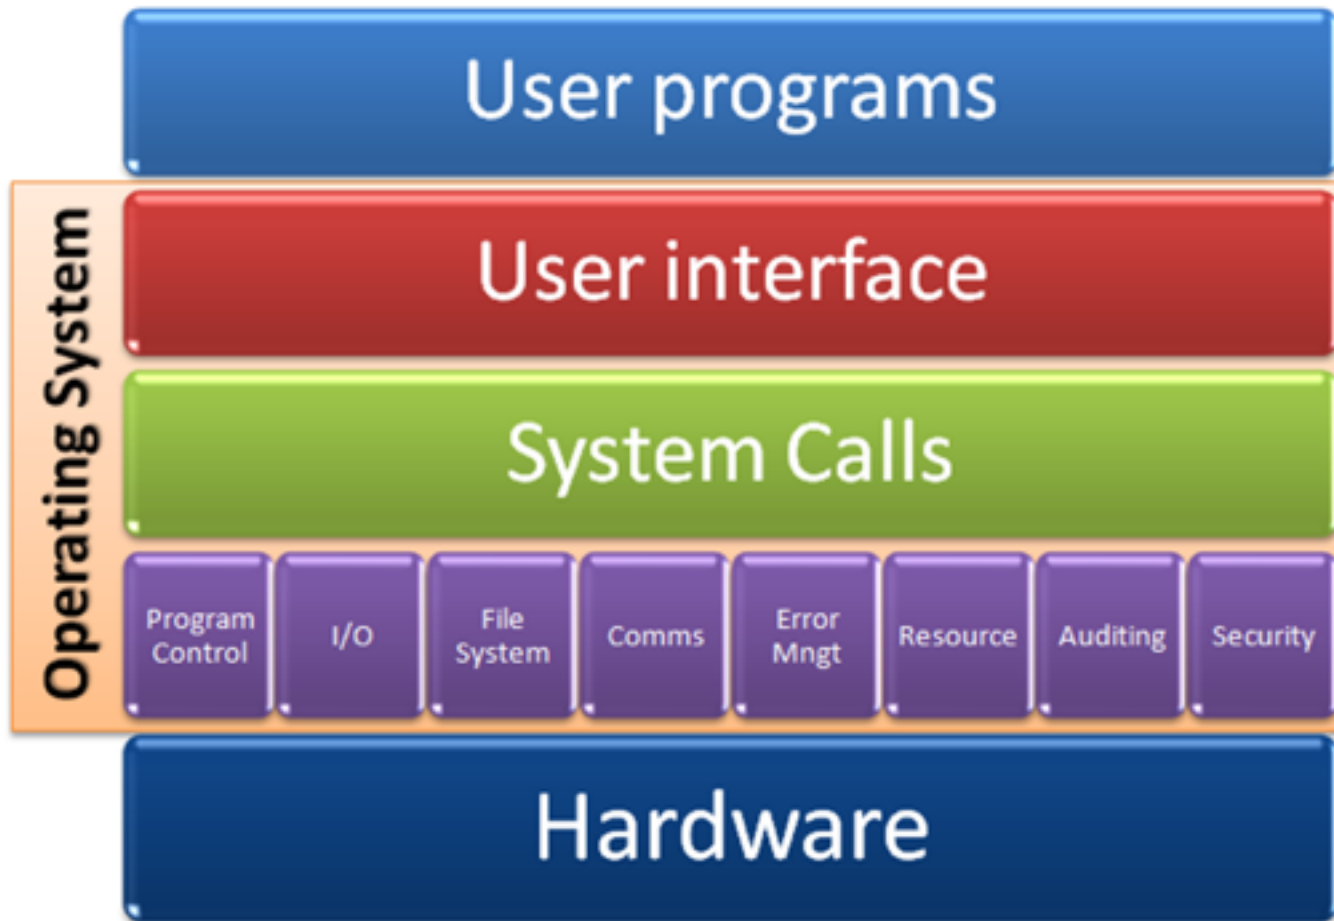 User programs
Operating System
User interface
System Calls
Program
Control
I/O
File
System
Comms
Error
Mngt
Resource
Auditing
Security
Hardware